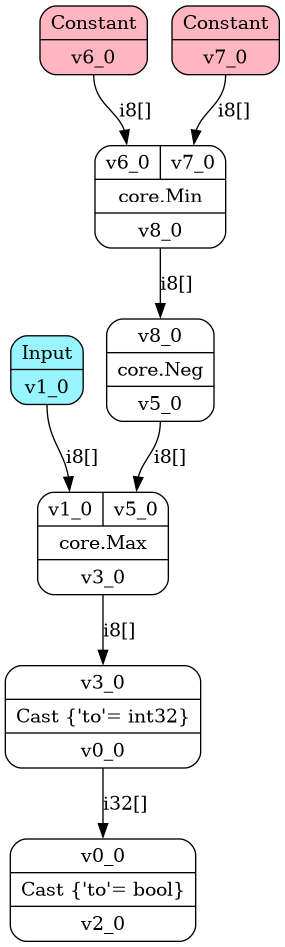 Constant
v6_0
Constant
v7_0
i8[]
i8[]
v6_0
v7_0
core.Min
v8_0
i8[]
Input
v1_0
v8_0
core.Neg
v5_0
i8[]
i8[]
v1_0
v5_0
core.Max
v3_0
i8[]
v3_0
Cast {'to'= int32}
v0_0
i32[]
v0_0
Cast {'to'= bool}
v2_0